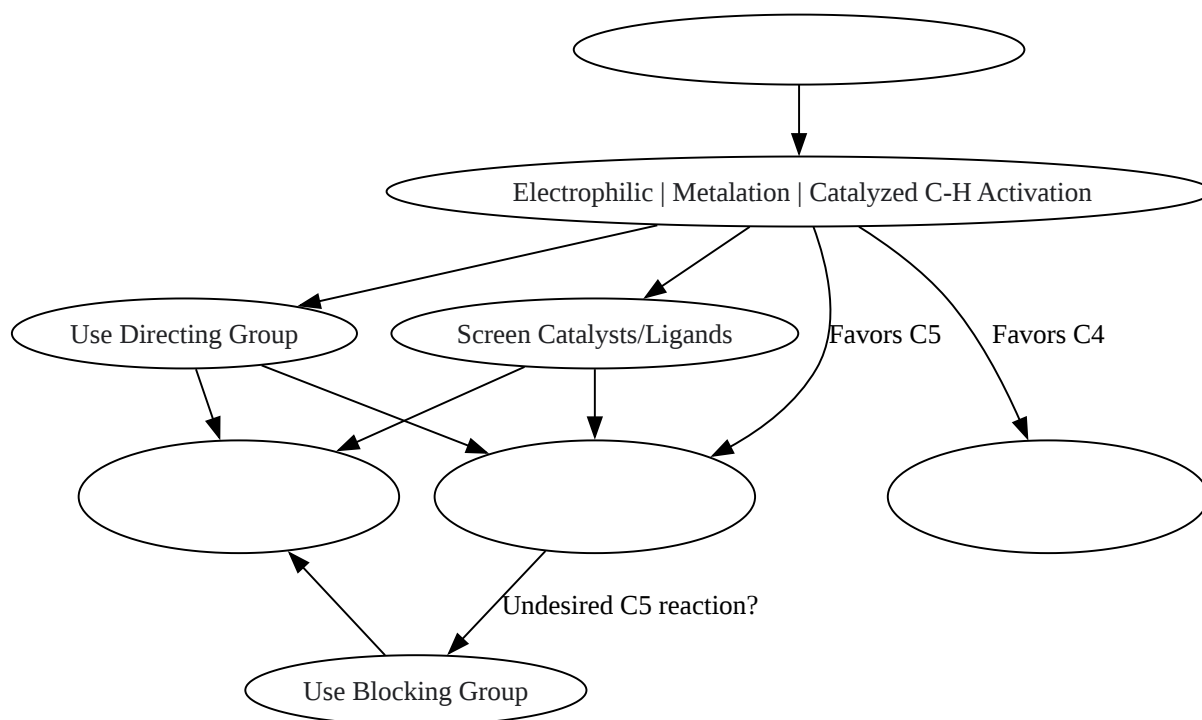 Electrophilic | Metalation | Catalyzed C-H Activation
Use Directing Group
Screen Catalysts/Ligands
Favors C5
Favors C4
Undesired C5 reaction?
Use Blocking Group